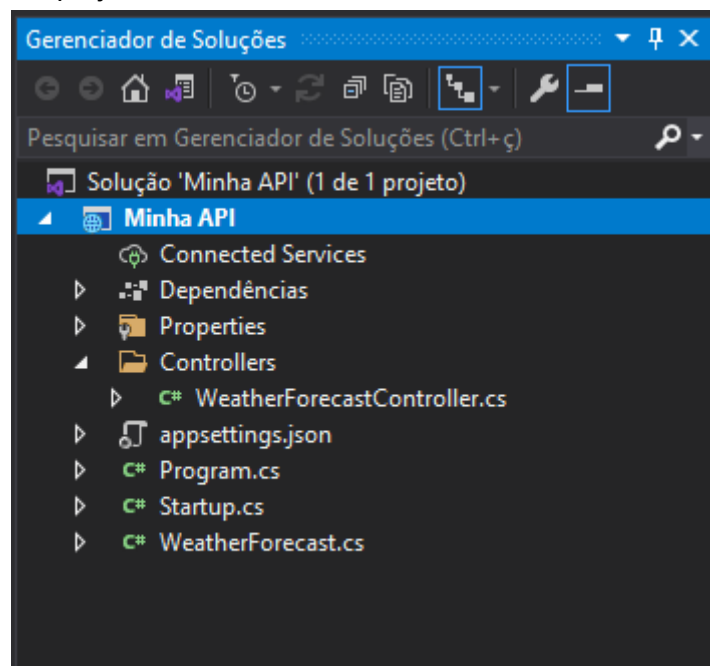 Gerenciador de Soluções
Pesquisar em Gerenciador de Soluções (Ctrl+ç)
Solução 'Minha API' (1 de 1 projeto)
Minha API
Connected Services
Dependências
Properties
Controllers
C# WeatherForecastController.cs
appsettings.json
C# Program.cs
C# Startup.cs
C# WeatherForecast.cs